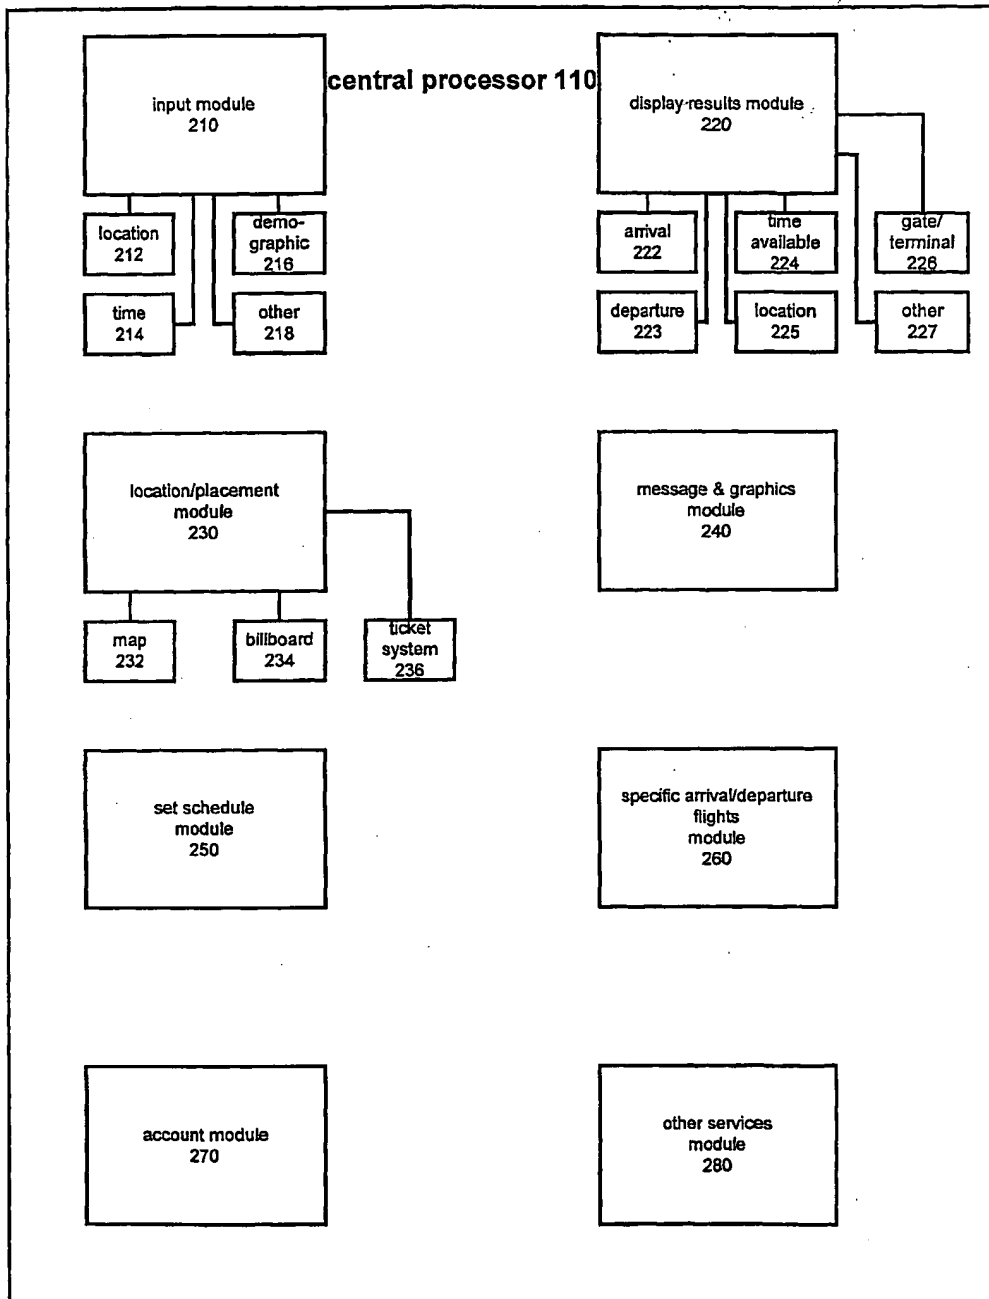 central processor 110
input module
210
location
212
demo-
graphic
216
time
214
other
218
display results module
220
arrival
222
time
available
224
gate/
terminal
226
departure
223
location
225
other
227
location/placement
module
230
map
232
billboard
234
ticket
system
236
message & graphics
module
240
set schedule
module
250
specific arrival/departure
flights
module
260
account module
270
other services
module
280